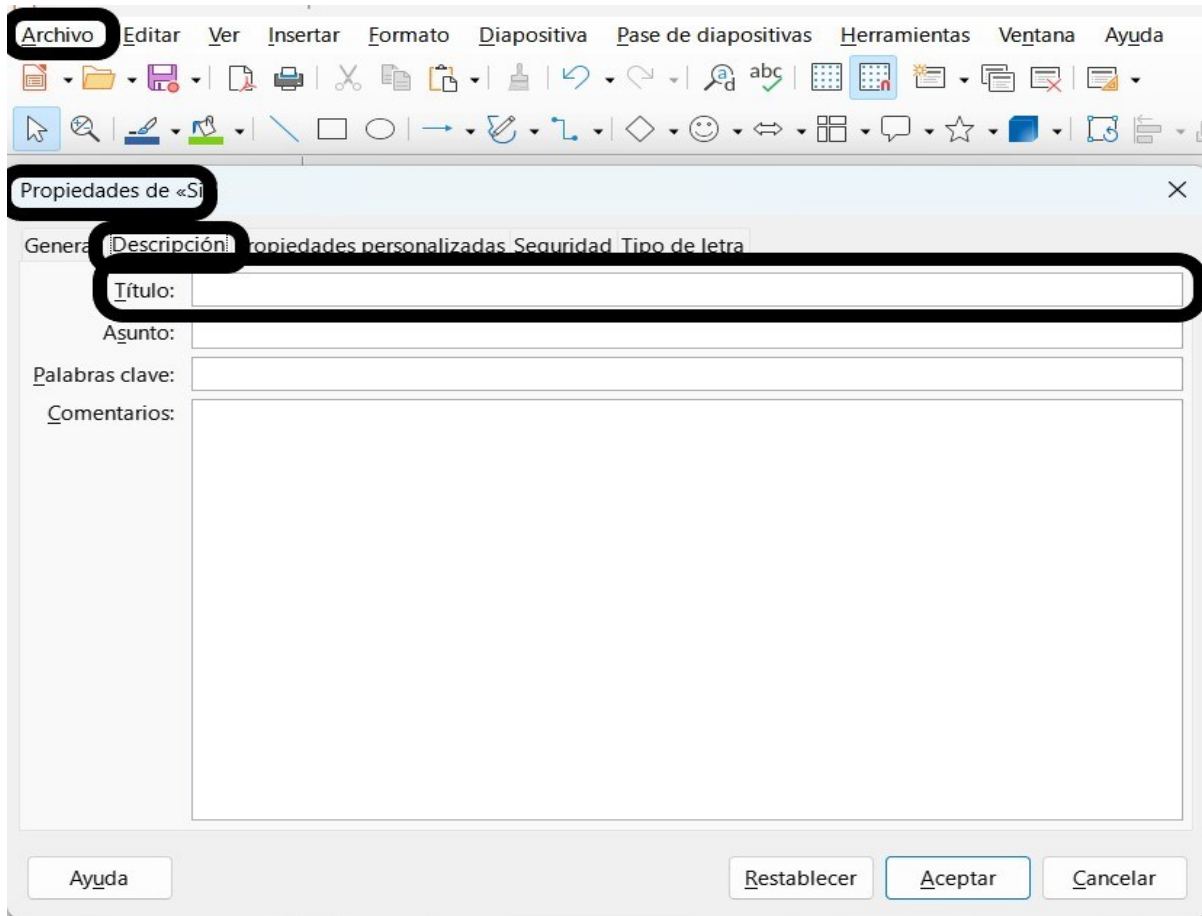 Archivo Editar Ver Insertar Formato Diapositiva Pase de diapositivas Herramientas Ventana Ayuda
Propiedades de «Si
Genera Descripción ropiedades personalizadas Seguridad Tipo de letra
Título:
Asunto:
Palabras clave:
Comentarios:
Ayuda Restablecer Aceptar Cancelar